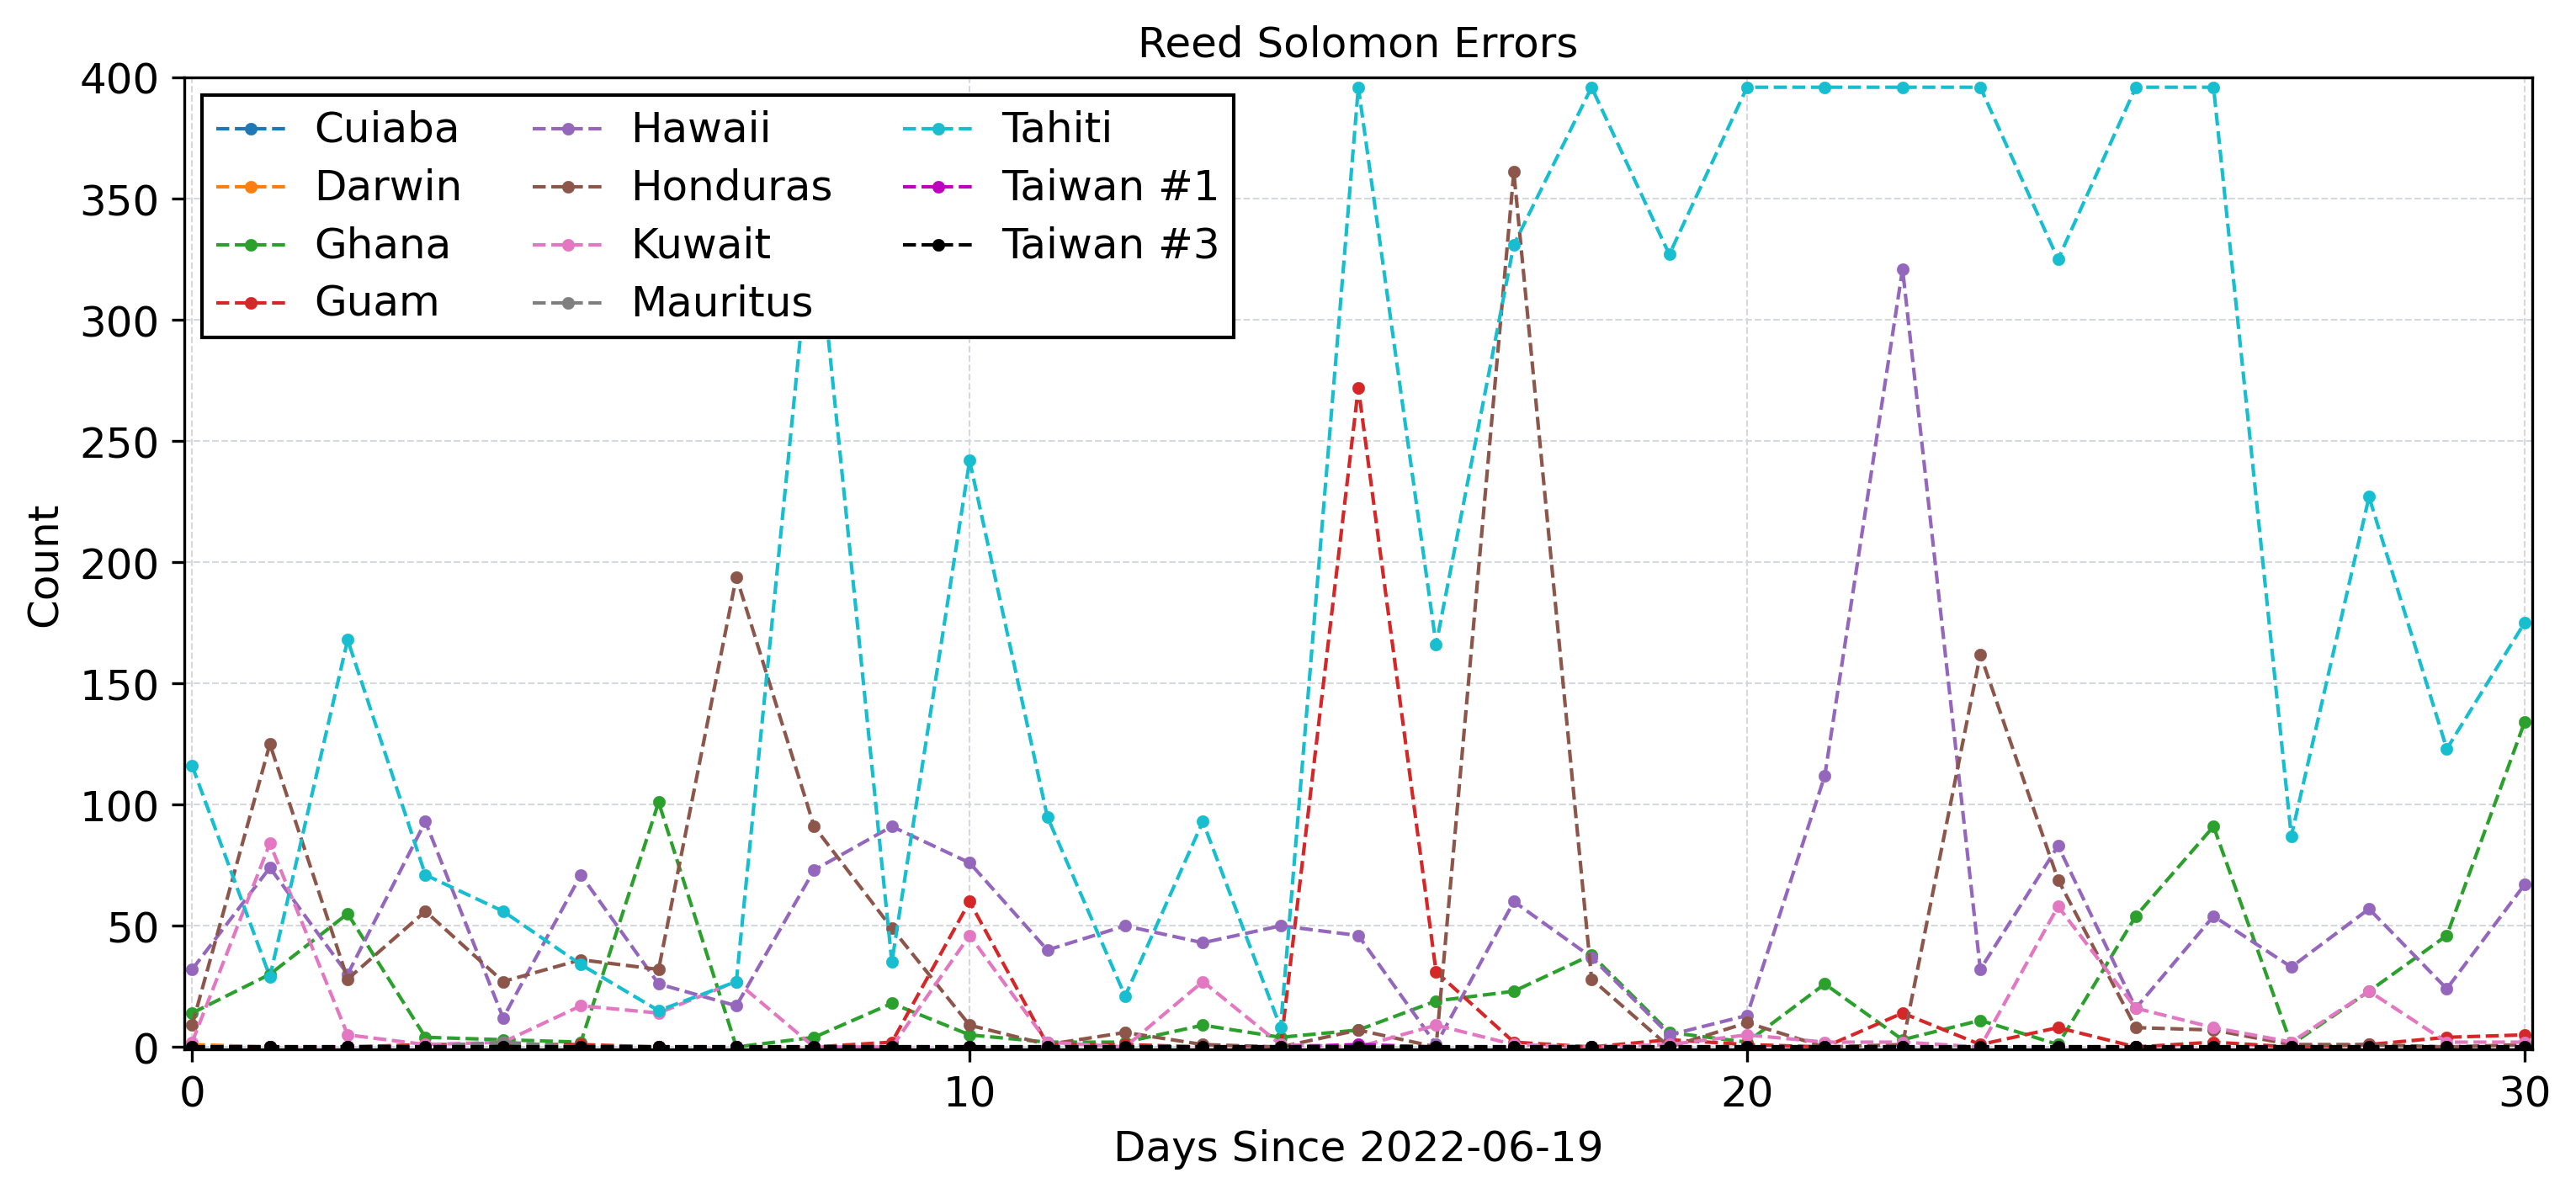 Reed Solomon Errors
400
350
300
250
200
150
100
50
0
Count
Cuiaba
Darwin
Ghana
Guam
Hawaii
Honduras
Kuwait
Mauritus
Tahiti
Taiwan #1
Taiwan #3
0 10 20 30
Days Since 2022-06-19